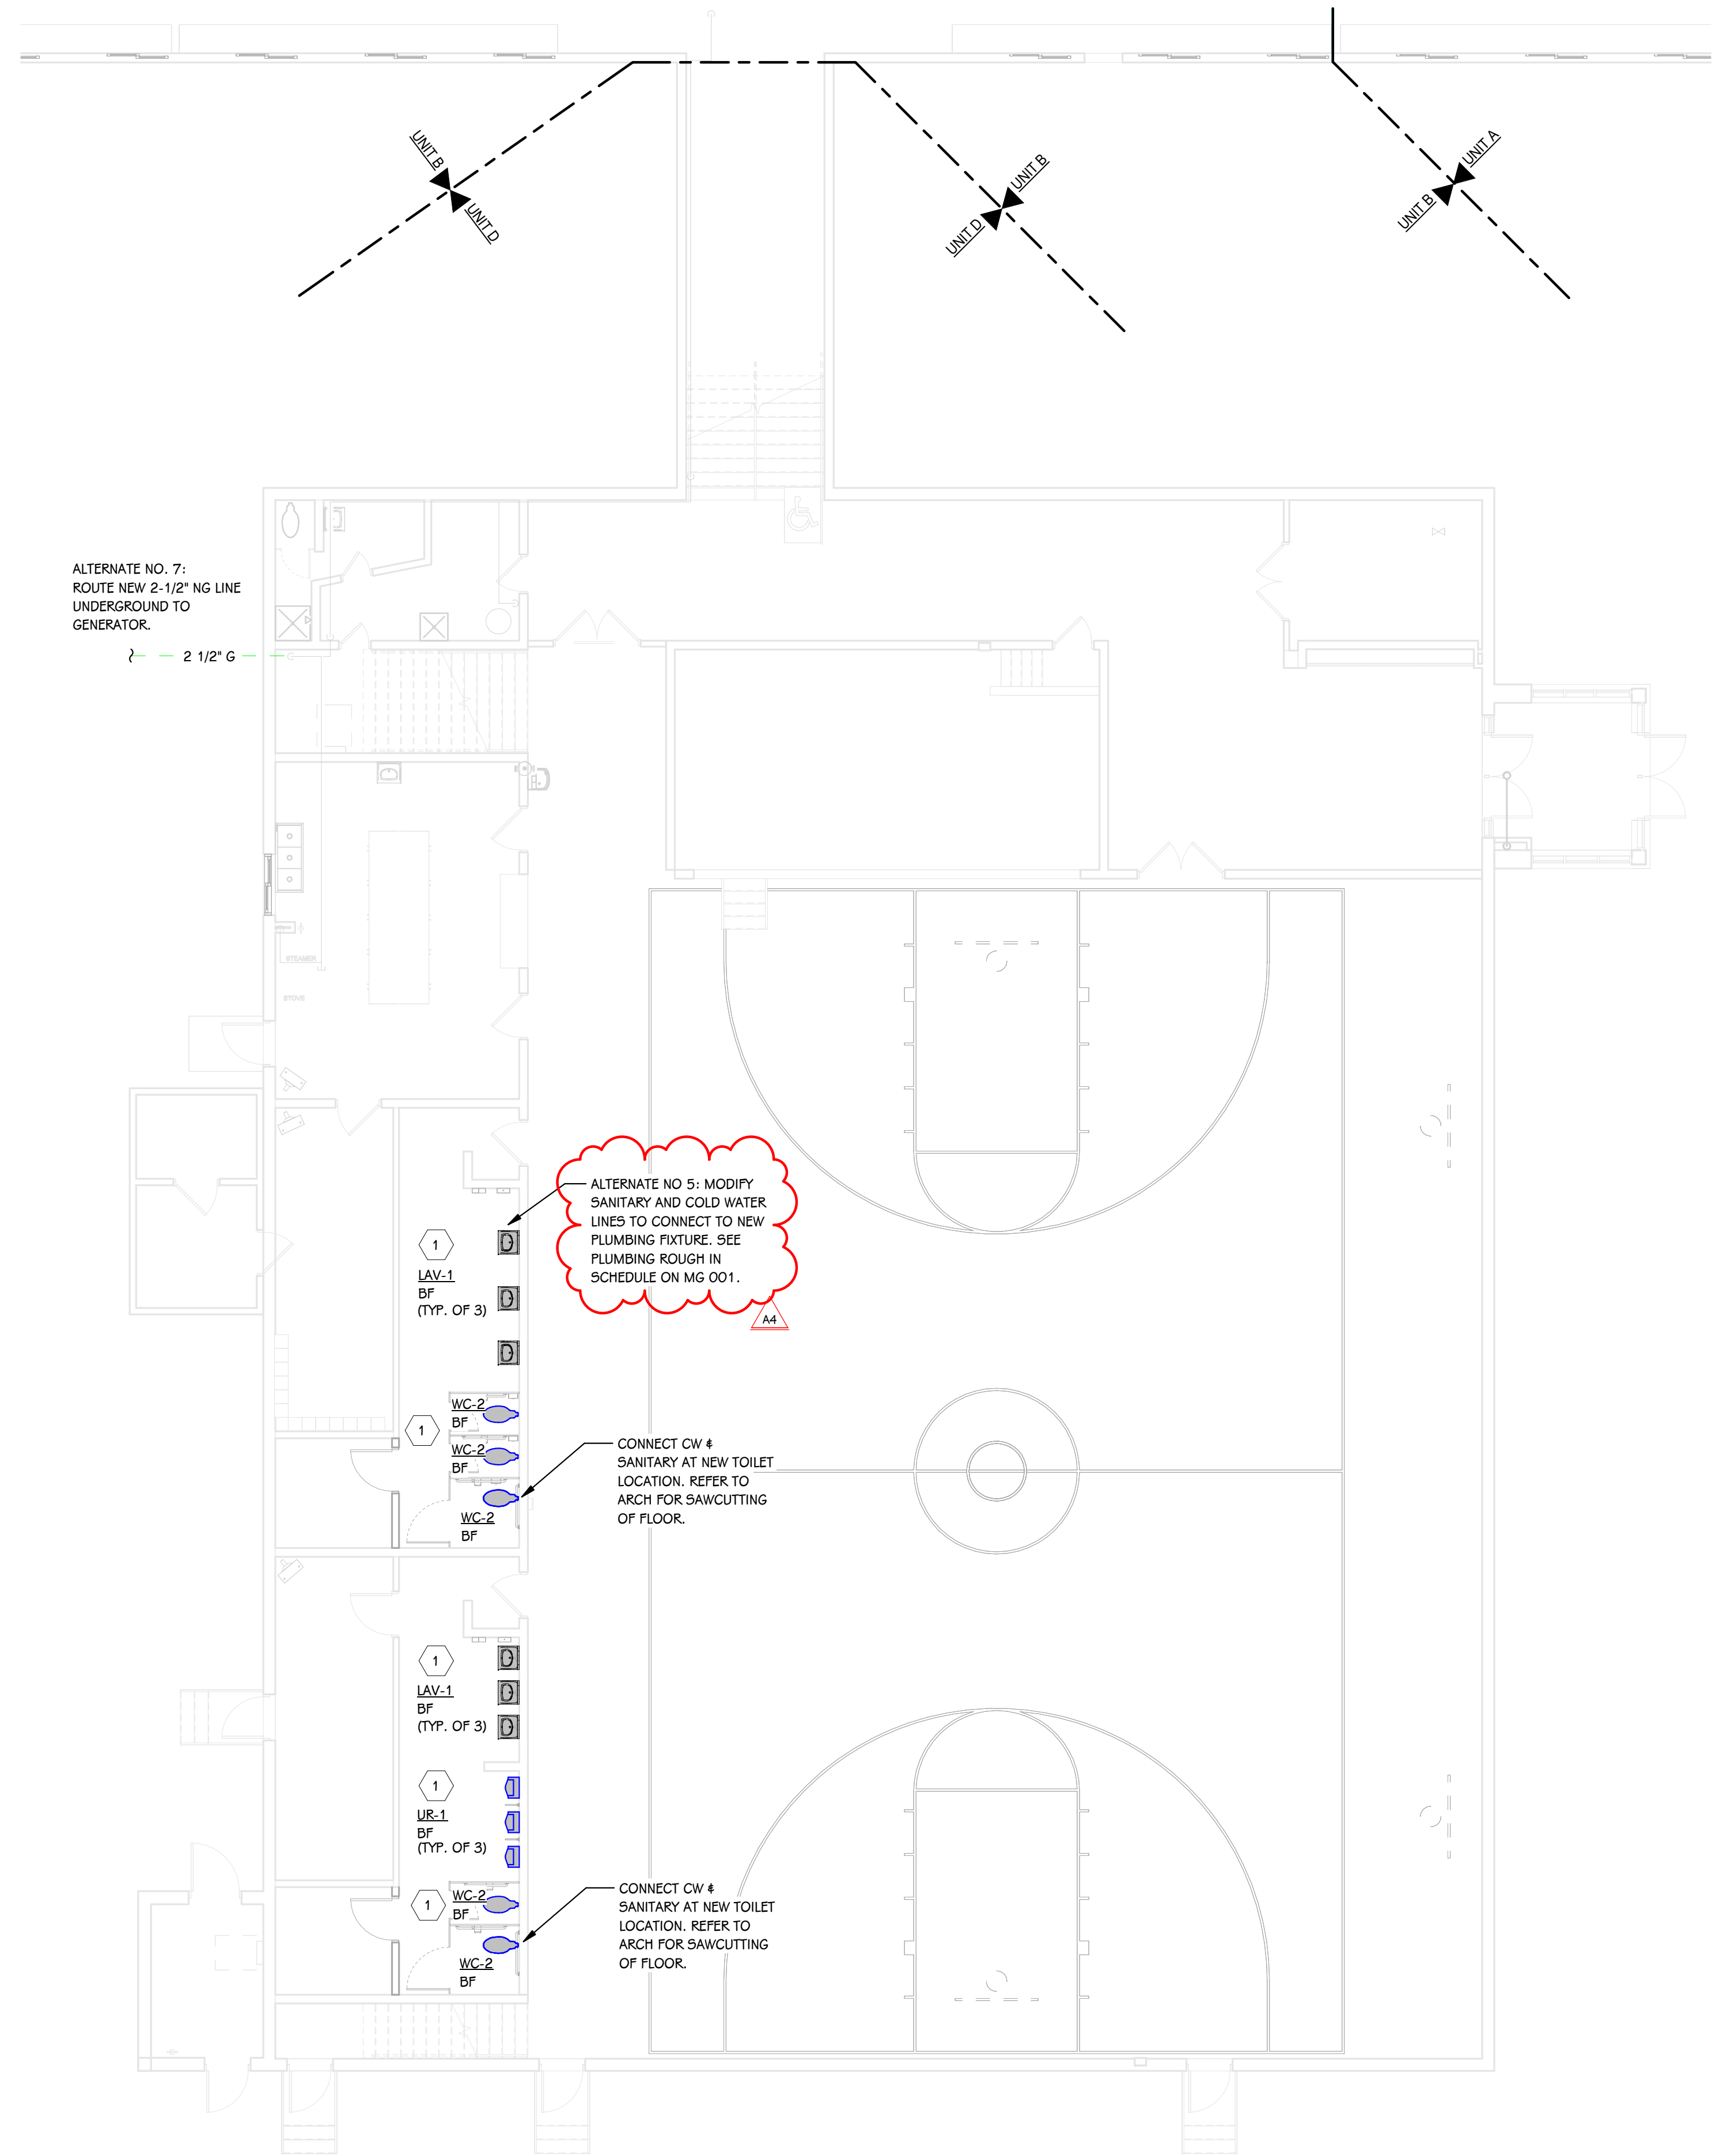 UNIT B
UNIT D
UNIT B
UNIT D
UNIT A
UNIT B
ALTERNATE NO. 7:
ROUTE NEW 2-1/2" NG LINE
UNDERGROUND TO
GENERATOR.
2 1/2" G
STEAMER
STOVE
ALTERNATE NO 5: MODIFY
SANITARY AND COLD WATER
LINES TO CONNECT TO NEW
PLUMBING FIXTURE. SEE
PLUMBING ROUGH IN
SCHEDULE ON MG 001.
A4
1
LAV-1
BF
(TYP. OF 3)
WC-2
BF
1
WC-2
BF
WC-2
BF
CONNECT CW &
SANITARY AT NEW TOILET
LOCATION. REFER TO
ARCH FOR SAWCUTTING
OF FLOOR.
1
LAV-1
BF
(TYP. OF 3)
1
UR-1
BF
(TYP. OF 3)
1
WC-2
BF
WC-2
BF
CONNECT CW &
SANITARY AT NEW TOILET
LOCATION. REFER TO
ARCH FOR SAWCUTTING
OF FLOOR.